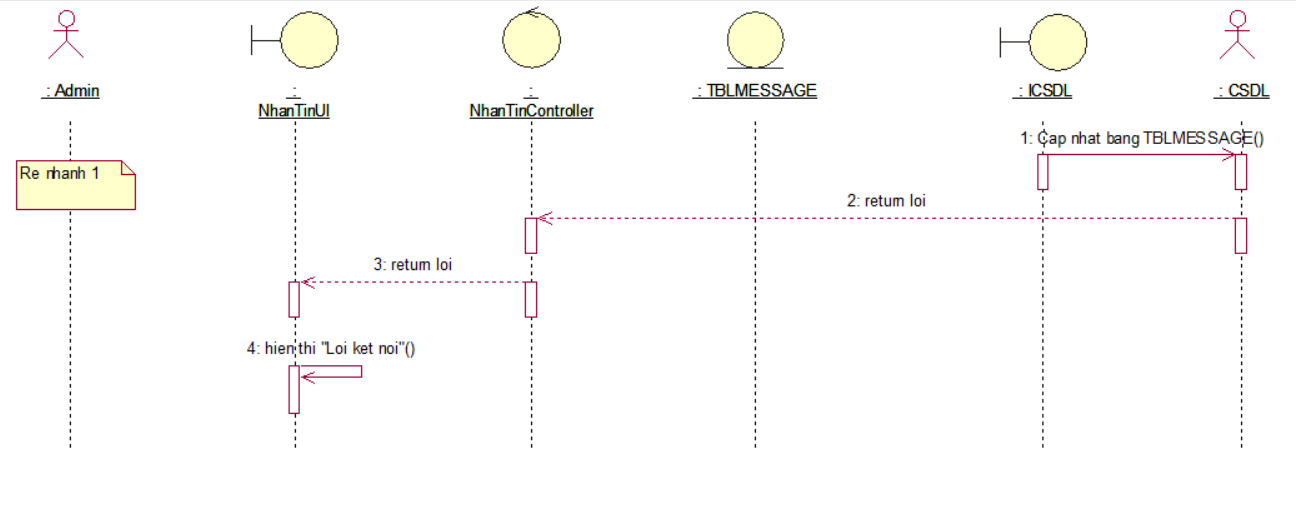 : Admin
:
NhanTinUI
:
NhanTinController
: TBLMESSAGE
: ICSDL
: CSDL
1: Cap nhat bang TBLMESSAGE()
Re nhanh 1
2: return loi
3: return loi
4: hien thi "Loi ket noi"()